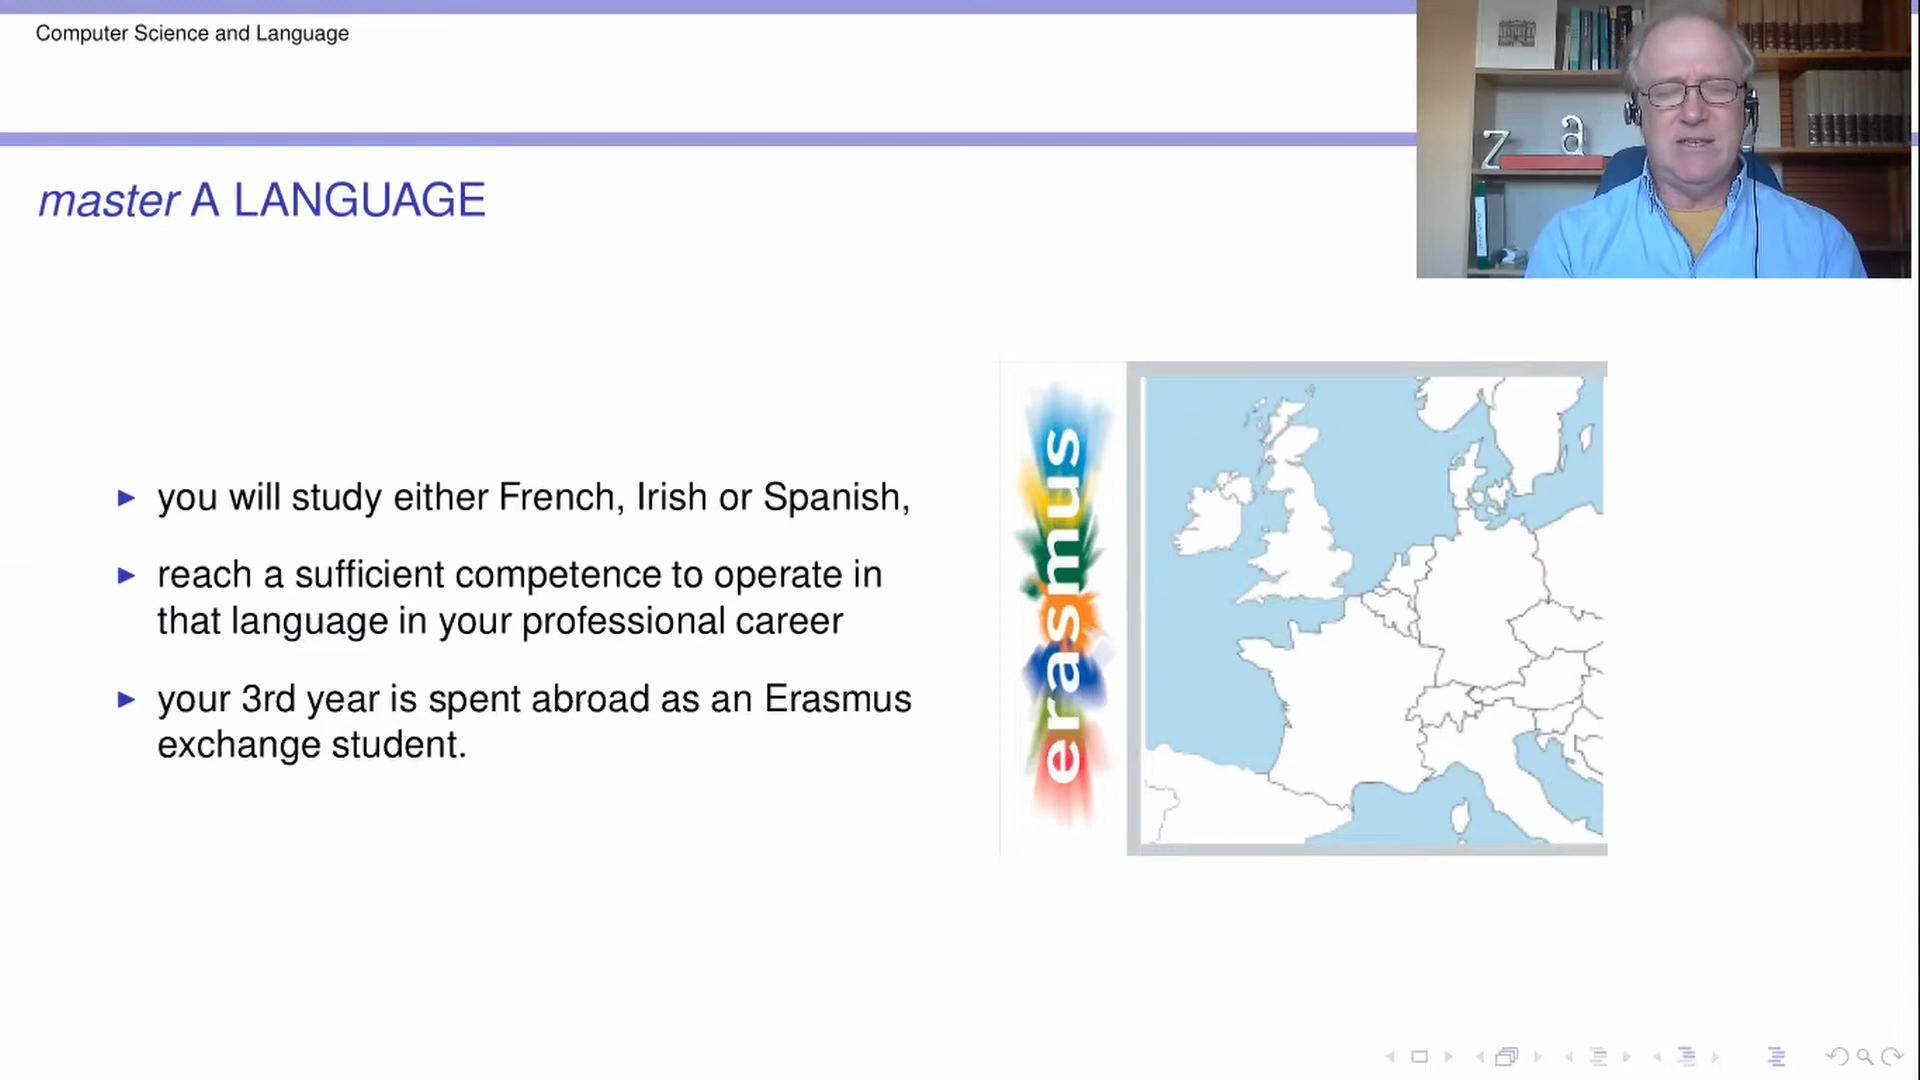 Computer Science and Language
master A LANGUAGE
z a
you will study either French, Irish or Spanish,
reach a sufficient competence to operate in
that language in your professional career
your 3rd year is spent abroad as an Erasmus
exchange student.
erasmus